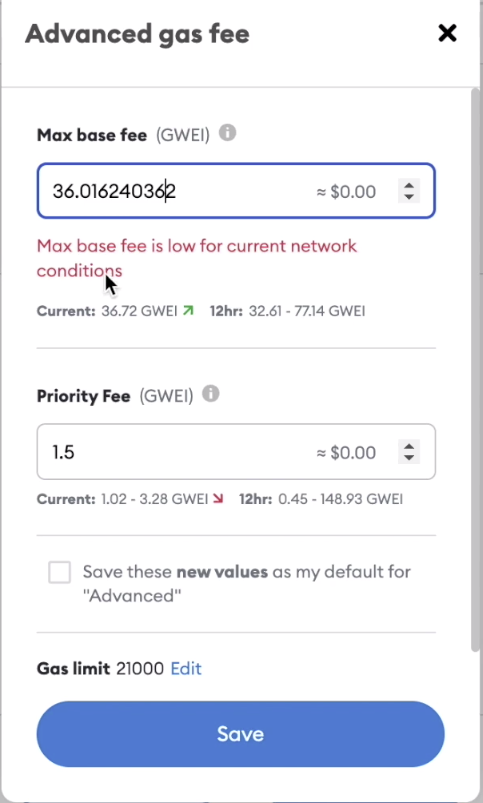 Advanced gas fee
Max base fee (GWEI)
36.016240362 ≈ $0.00
Max base fee is low for current network
conditions
Current: 36.72 GWEI 12hr: 32.61 - 77.14 GWEI
Priority Fee (GWEI)
1.5 ≈ $0.00
Current: 1.02 - 3.28 GWEI 12hr: 0.45 - 148.93 GWEI
Save these new values as my default for
"Advanced"
Gas limit 21000 Edit
Save